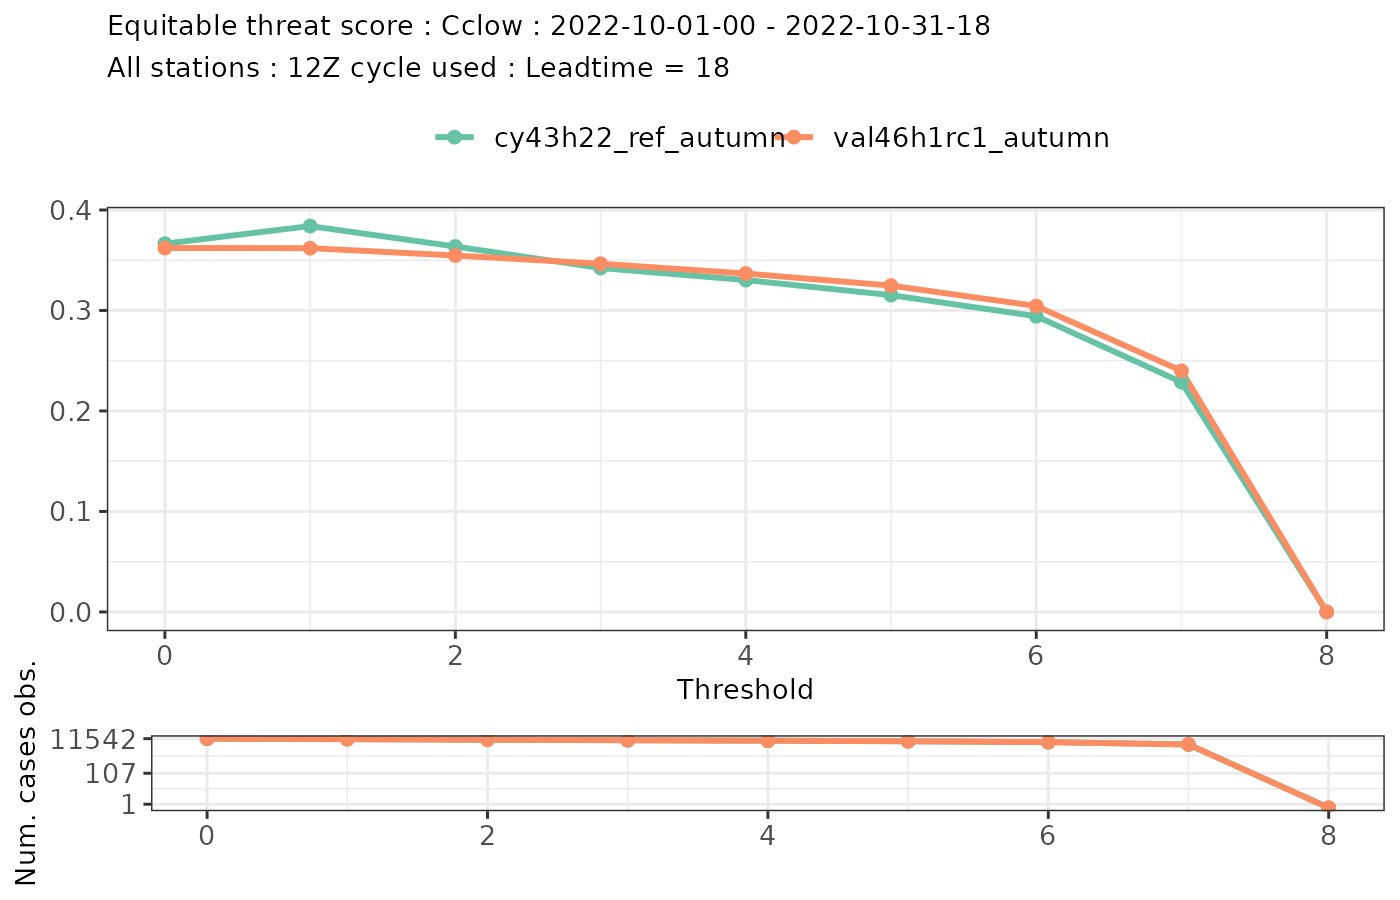 Equitable threat score : Cclow : 2022-10-01-00 - 2022-10-31-18
All stations : 12Z cycle used : Leadtime = 18
cy43h22_ref_autumn val46h1rc1_autumn
0.4
0.3
0.2
0.1
0.0
0 2 4 6 8
Threshold
Num. cases obs.
11542
107
1
0 2 4 6 8